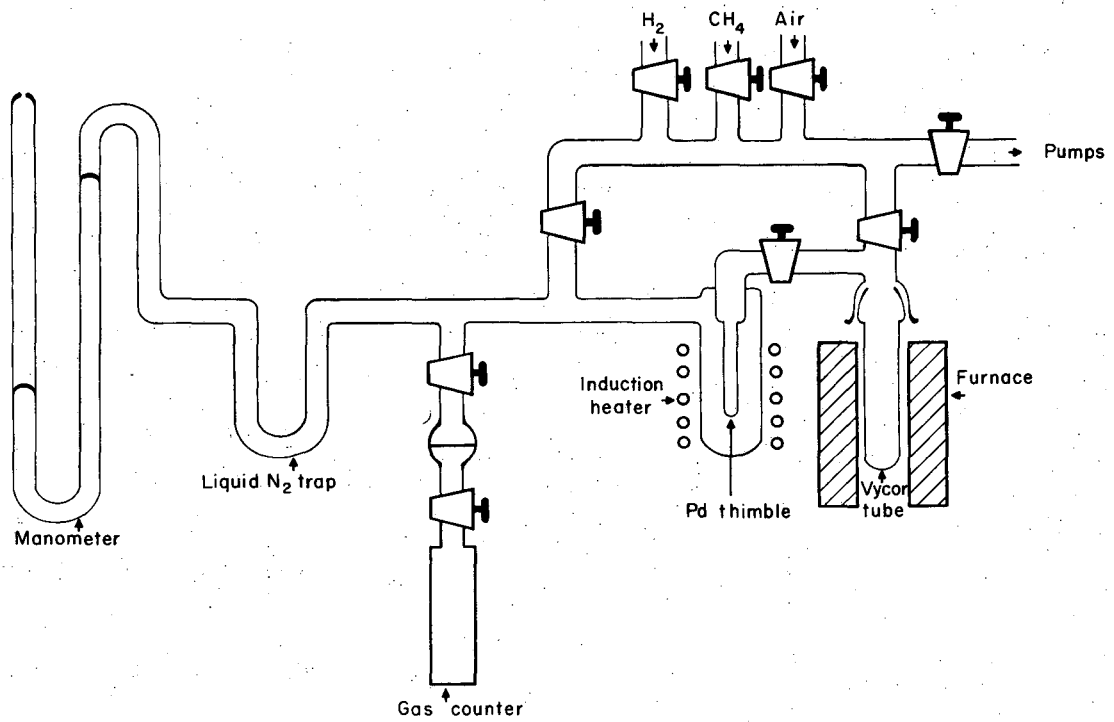 H2 CH4 Air
Pumps
Induction
heater
Furnace
Liquid N2 trap
Pd thimble
Vycor
tube
Manometer
Gas counter